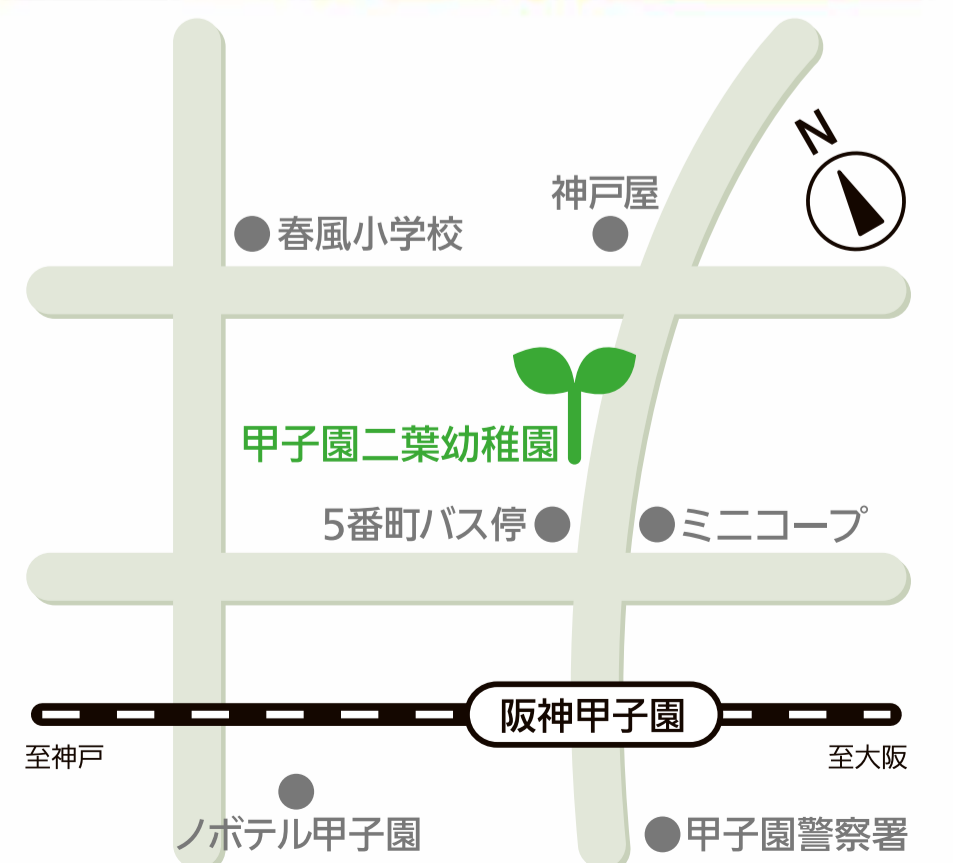 N
神戸屋
春風小学校
甲子園二葉幼稚園
5番町バス停
ミニコープ
阪神甲子園
至神戸
至大阪
ノボテル甲子園
甲子園警察署